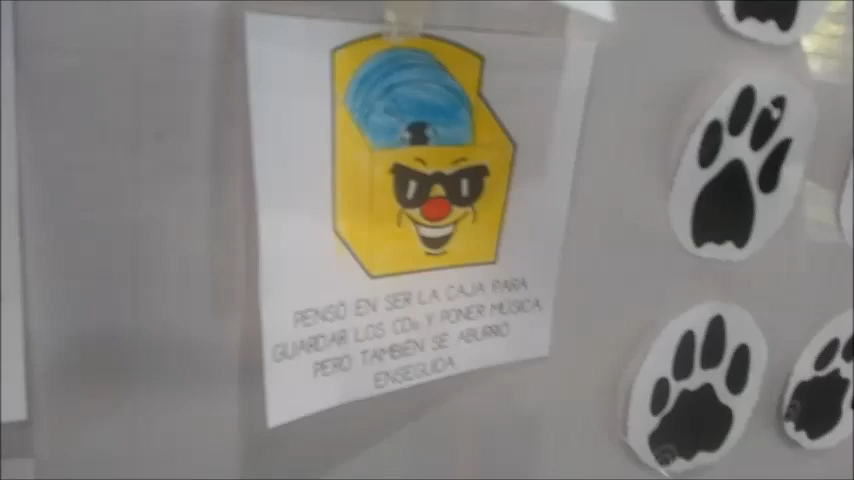 PENSÓ EN SER LA CAJA PARA
GUARDAR LOS CDs Y PONER MÚSICA,
PERO TAMBIÉN SE ABURRIÓ
ENSEGUIDA